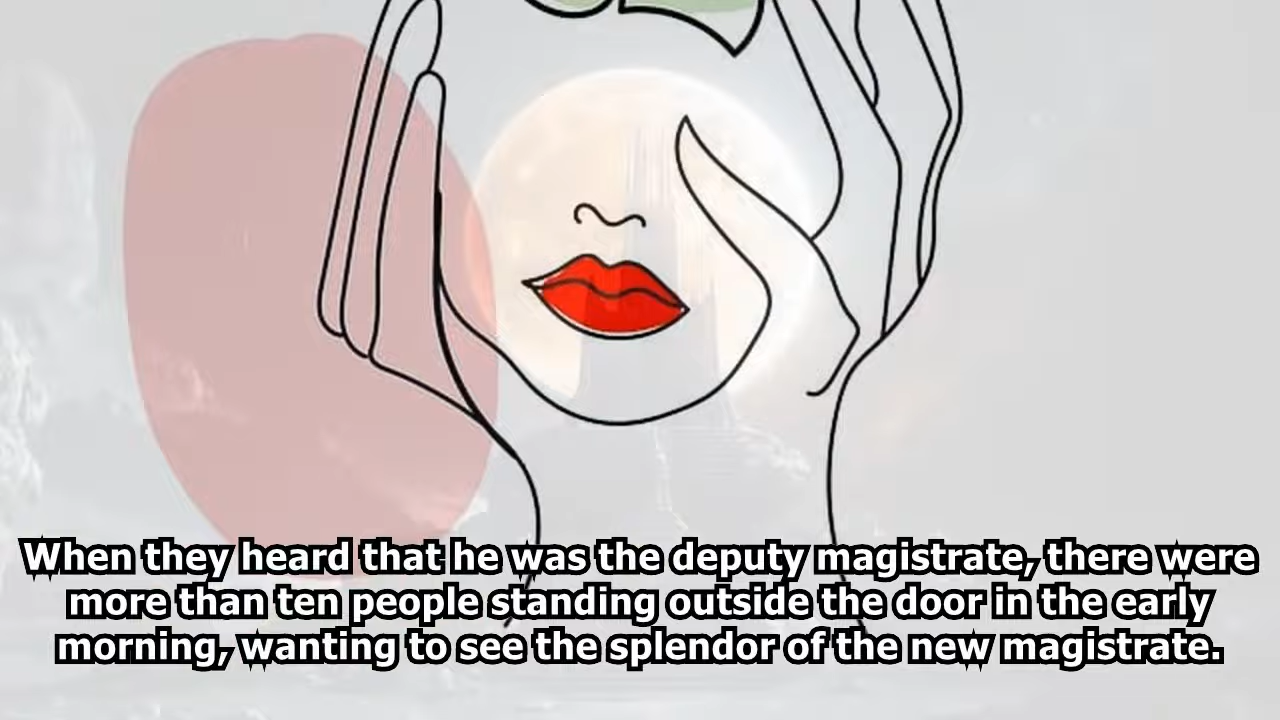 When they heard that he was the deputy magistrate, there were
more than ten people standing outside the door in the early
morning, wanting to see the splendor of the new magistrate.